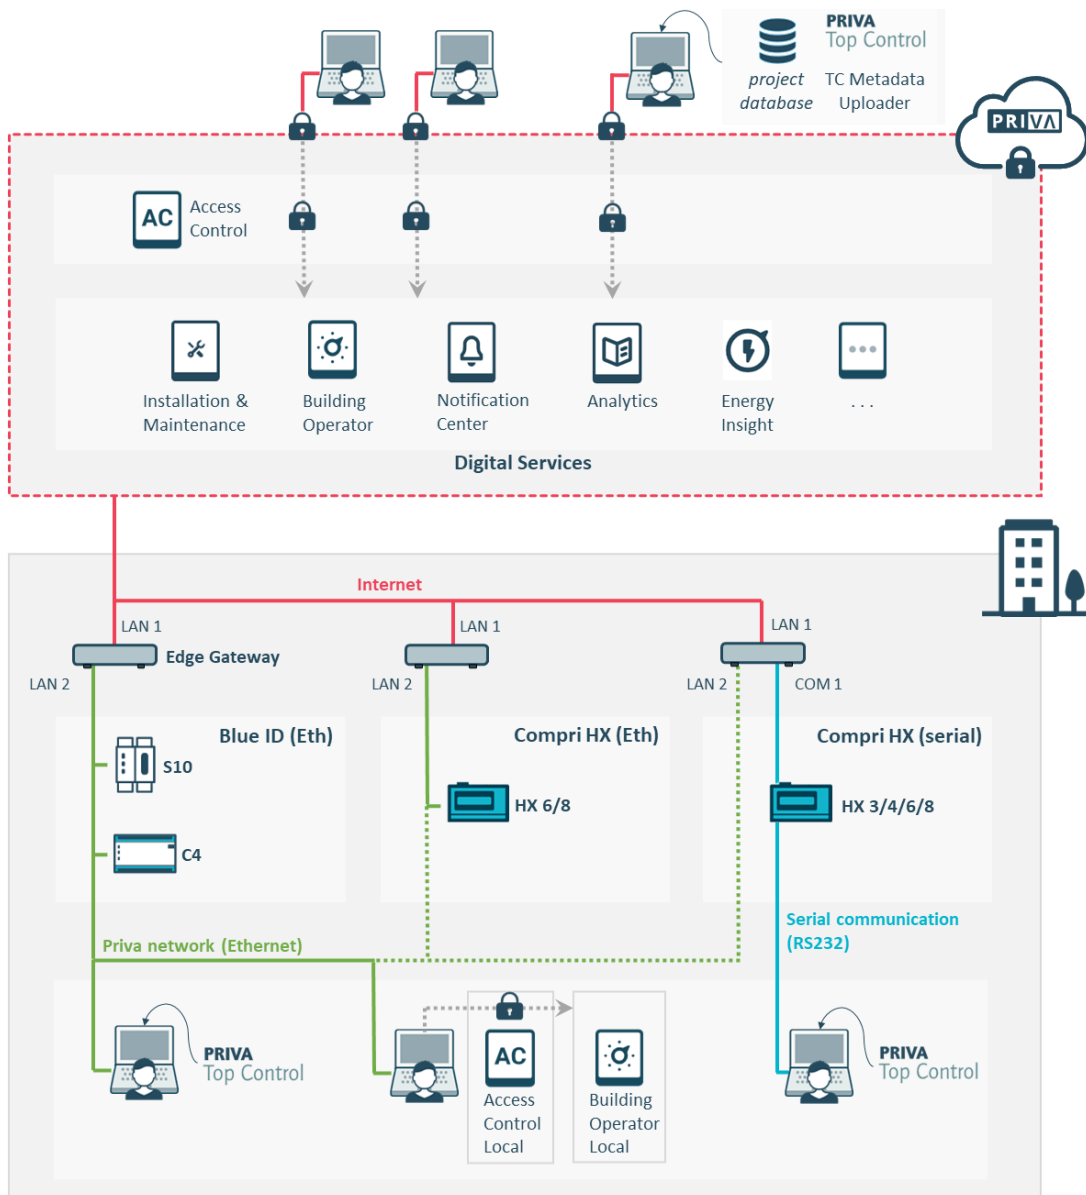 PRIVA
Top Control
project
database
TC Metadata
Uploader
PRIVA
AC
Access
Control
Installation &
Maintenance
Building
Operator
Notification
Center
Analytics
Energy
Insight
. . .
Digital Services
Internet
LAN 1
LAN 1
LAN 1
Edge Gateway
LAN 2
LAN 2
LAN 2
COM 1
Blue ID (Eth)
Compri HX (Eth)
Compri HX (serial)
S10
HX 6/8
HX 3/4/6/8
C4
Serial communication
(RS232)
Priva network (Ethernet)
PRIVA
Top Control
AC
Access
Control
Local
Building
Operator
Local
PRIVA
Top Control